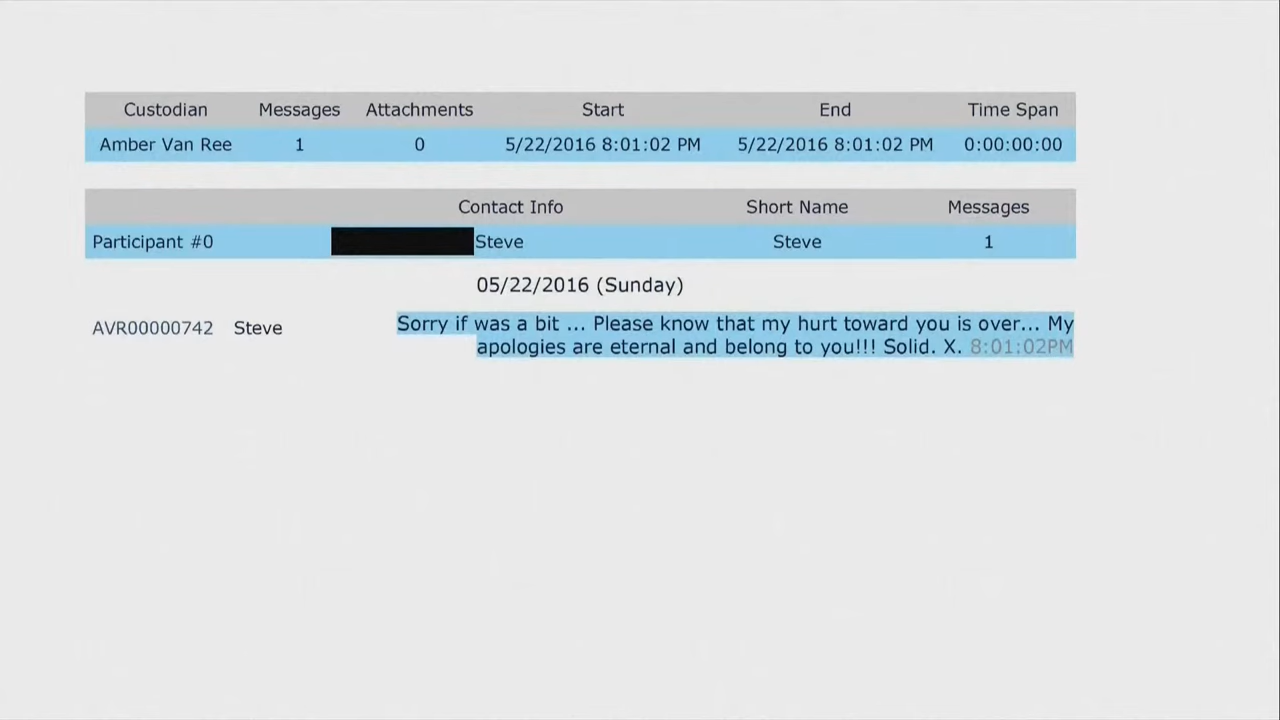 Custodian Messages Attachments Start End Time Span
Amber Van Ree 1 0 5/22/2016 8:01:02 PM 5/22/2016 8:01:02 PM 0:00:00:00
Contact Info Short Name Messages
Participant #0 Steve Steve 1
05/22/2016 (Sunday)
AVR00000742 Steve Sorry if was a bit ... Please know that my hurt toward you is over... My
apologies are eternal and belong to you!!! Solid. X. 8:01:02PM